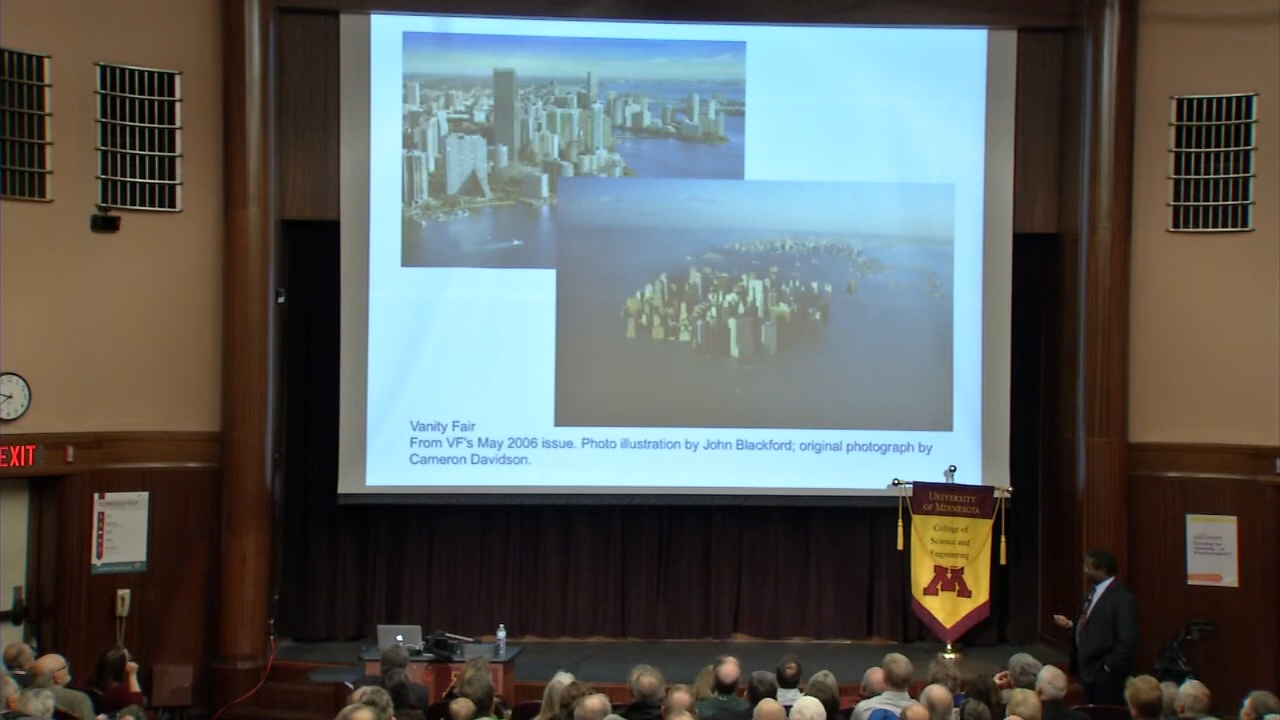 Vanity Fair
From VF's May 2006 issue. Photo illustration by John Blackford; original photograph by
Cameron Davidson.
EXIT
UNIVERSITY
OF MINNESOTA
College of
Science and
Engineering
M